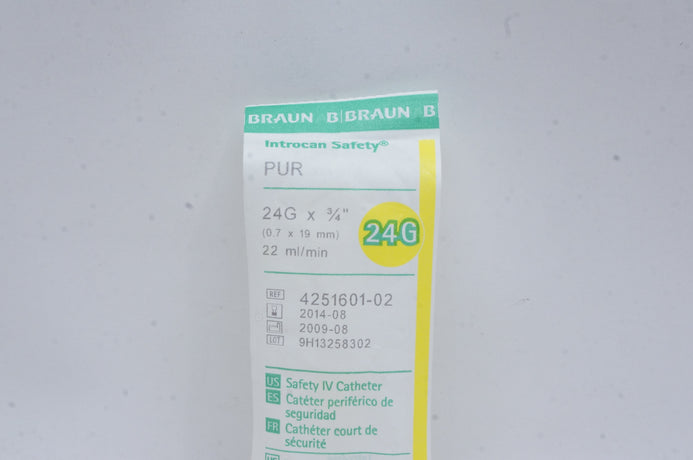 BRAUN B BRAUN B
Introcan Safety®
PUR
24G x ¾"
(0.7 x 19 mm)
22 ml/min
24G
REF 4251601-02
2014-08
2009-08
LOT 9H13258302
US Safety IV Catheter
ES Catéter periférico de
seguridad
FR Cathéter court de
sécurité